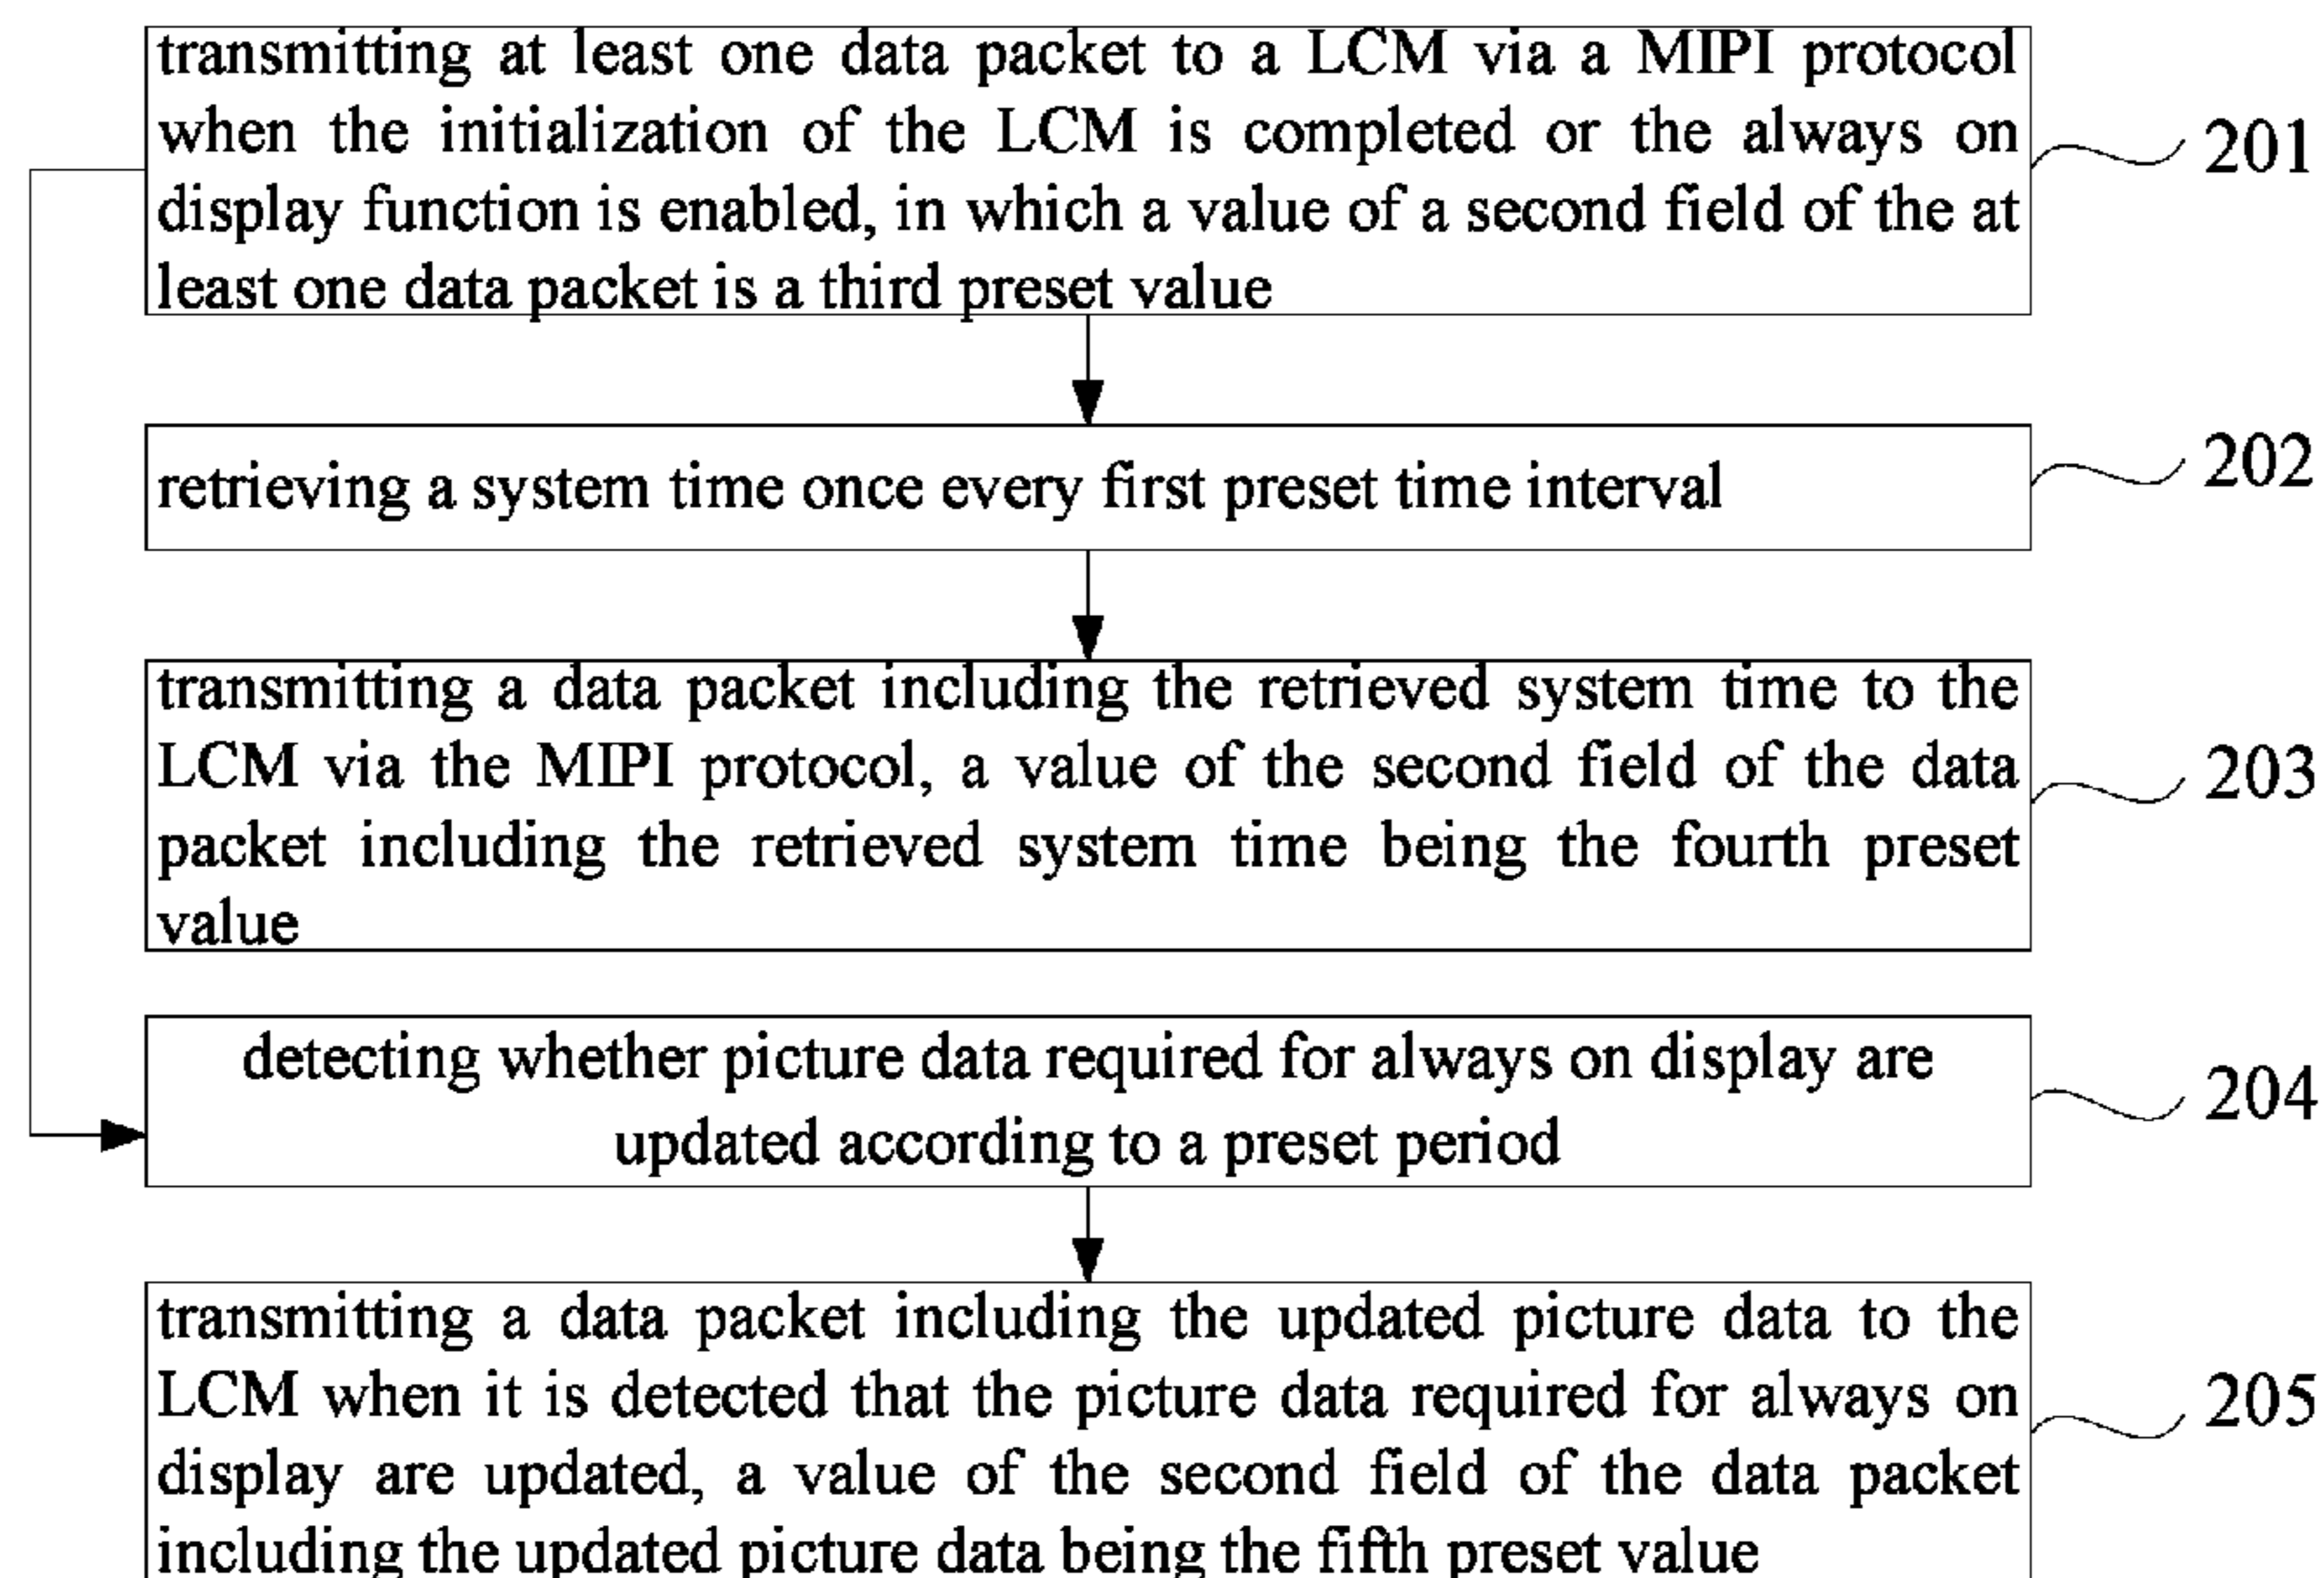 transmitting at least one data packet to a LCM via a MIPI protocol
when the initialization of the LCM is completed or the always on
display function is enabled, in which a value of a second field of the at
least one data packet is a third preset value
201
retrieving a system time once every first preset time interval
202
transmitting a data packet including the retrieved system time to the
LCM via the MIPI protocol, a value of the second field of the data
packet including the retrieved system time being the fourth preset
value
203
detecting whether picture data required for always on display are
updated according to a preset period
204
transmitting a data packet including the updated picture data to the
LCM when it is detected that the picture data required for always on
display are updated, a value of the second field of the data packet
including the updated picture data being the fifth preset value
205